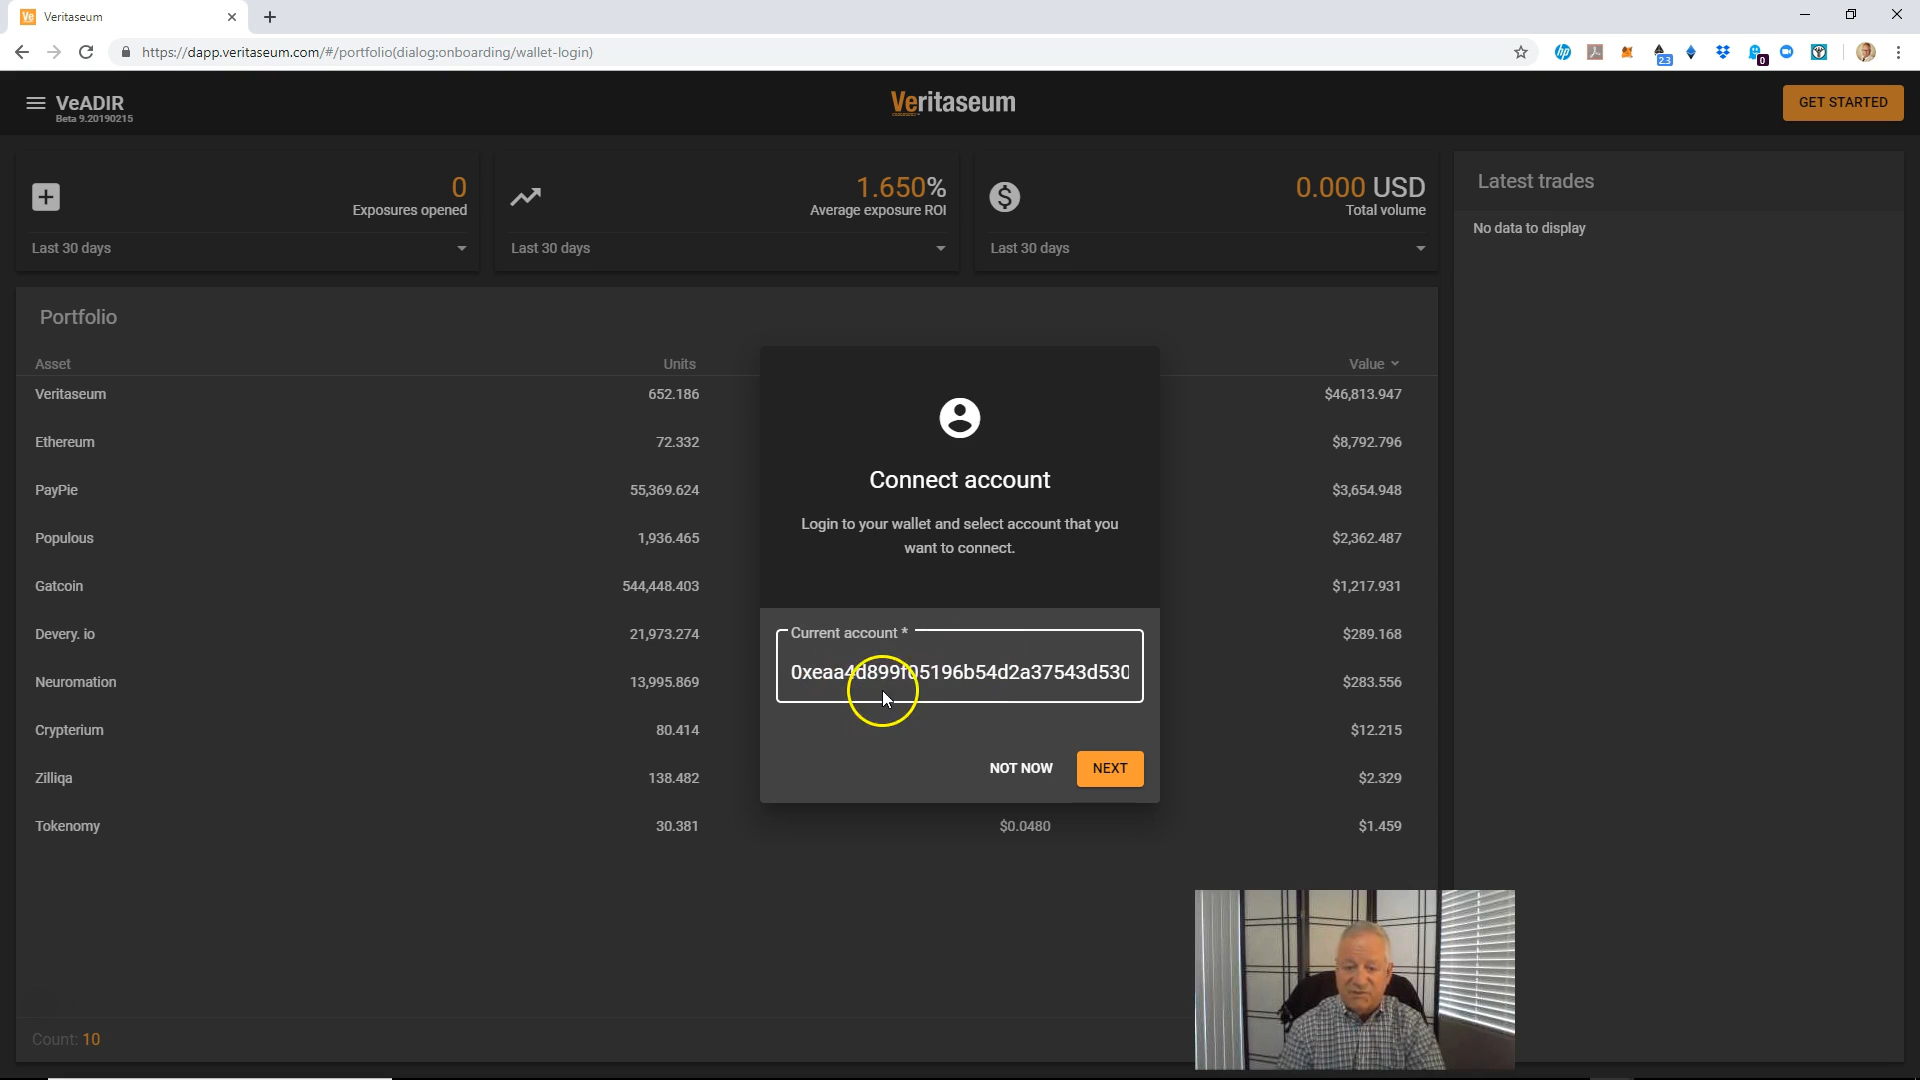 Ve Veritaseum
https://dapp.veritaseum.com/#/portfolio(dialog:onboarding/wallet-login)
23
0
VeADIR
Beta 9.20190215
Veritaseum
GET STARTED
0
Exposures opened
Last 30 days
1.650%
Average exposure ROI
Last 30 days
0.000 USD
Total volume
Last 30 days
Latest trades
No data to display
Portfolio
Asset Units Value
Veritaseum 652.186 $46,813.947
Ethereum 72.332 $8,792.796
PayPie 55,369.624 $3,654.948
Populous 1,936.465 $2,362.487
Gatcoin 544,448.403 $1,217.931
Devery. io 21,973.274 $289.168
Neuromation 13,995.869 $283.556
Crypterium 80.414 $12.215
Zilliqa 138.482 $2.329
Tokenomy 30.381 $0.0480 $1.459
Count: 10
Connect account
Login to your wallet and select account that you
want to connect.
Current account *
0xeaa4d899f05196b54d2a37543d530
NOT NOW
NEXT